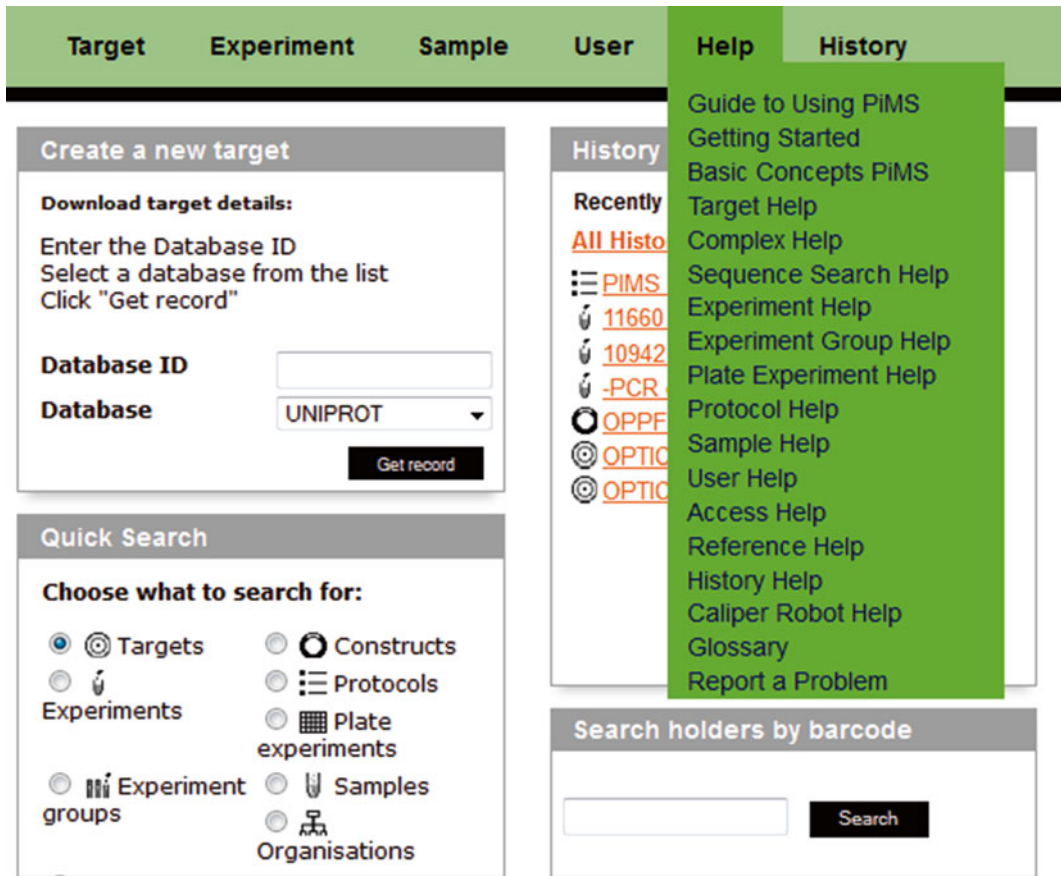 Target Experiment Sample User Help History
Create a new target
Download target details:
Enter the Database ID
Select a database from the list
Click "Get record"
Database ID
Database UNIPROT
Get record
Quick Search
Choose what to search for:
Targets Constructs
Experiments
Protocols
Plate
experiments
Experiment
groups
Samples
Organisations
History
Recently
All Histo
PIMS
11660
10942
-PCR
OPPF
OPTIC
OPTIC
Guide to Using PiMS
Getting Started
Basic Concepts PiMS
Target Help
Complex Help
Sequence Search Help
Experiment Help
Experiment Group Help
Plate Experiment Help
Protocol Help
Sample Help
User Help
Access Help
Reference Help
History Help
Caliper Robot Help
Glossary
Report a Problem
Search holders by barcode
Search